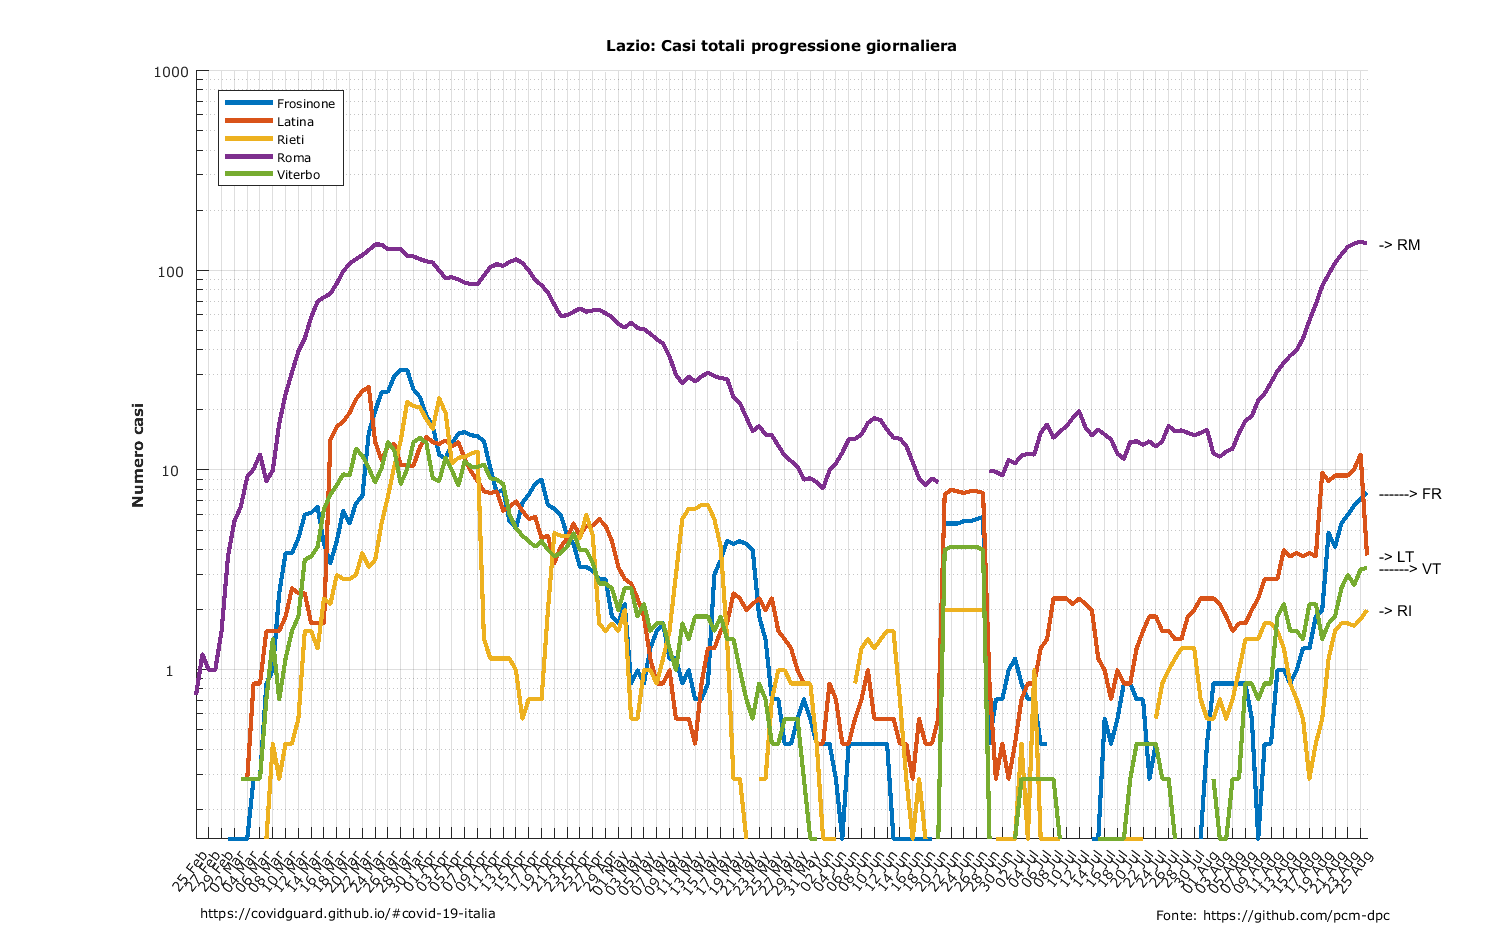 Lazio: Casi totali progressione giornaliera
1000
100
10
1
Numero casi
Frosinone
Latina
Rieti
Roma
Viterbo
-> RM
------> FR
-> LT
------> VT
-> RI
25 Feb
27 Feb
29 Feb
02 Mar
04 Mar
06 Mar
08 Mar
10 Mar
12 Mar
14 Mar
16 Mar
18 Mar
20 Mar
22 Mar
24 Mar
26 Mar
28 Mar
30 Mar
01 Apr
03 Apr
05 Apr
07 Apr
09 Apr
11 Apr
13 Apr
15 Apr
17 Apr
19 Apr
21 Apr
23 Apr
25 Apr
27 Apr
29 Apr
01 May
03 May
05 May
07 May
09 May
11 May
13 May
15 May
17 May
19 May
21 May
23 May
25 May
27 May
29 May
31 May
02 Jun
04 Jun
06 Jun
08 Jun
10 Jun
12 Jun
14 Jun
16 Jun
18 Jun
20 Jun
22 Jun
24 Jun
26 Jun
28 Jun
30 Jun
02 Jul
04 Jul
06 Jul
08 Jul
10 Jul
12 Jul
14 Jul
16 Jul
18 Jul
20 Jul
22 Jul
24 Jul
26 Jul
28 Jul
30 Jul
01 Aug
03 Aug
05 Aug
07 Aug
09 Aug
11 Aug
13 Aug
15 Aug
17 Aug
19 Aug
21 Aug
23 Aug
25 Aug
https://covidguard.github.io/#covid-19-italia
Fonte: https://github.com/pcm-dpc